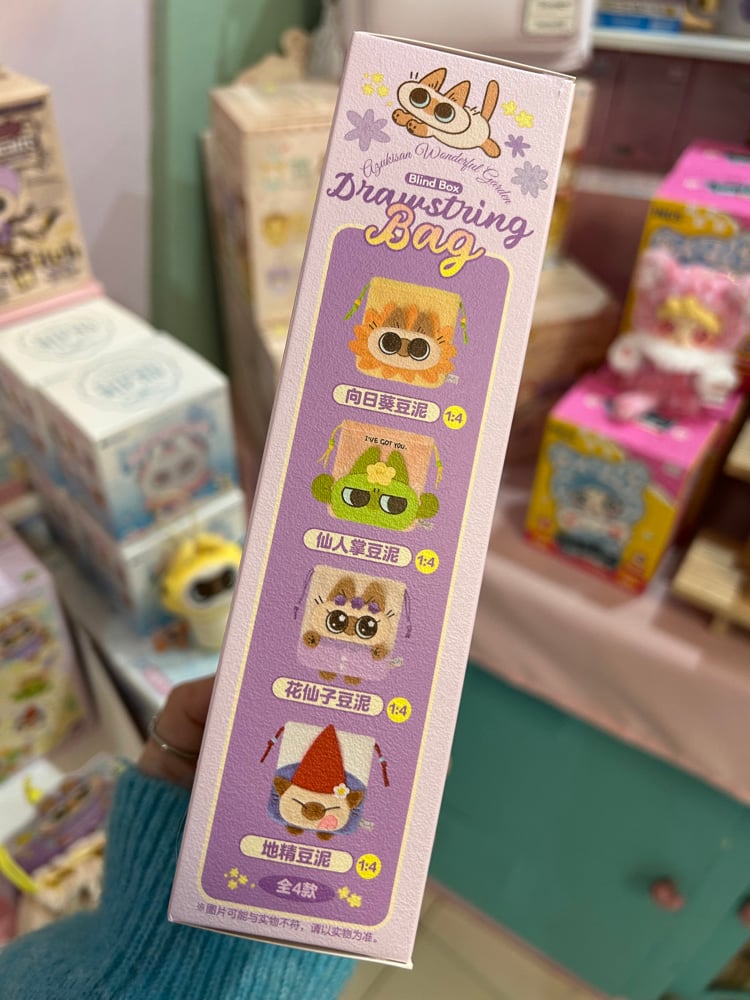 Azukisan Wonderful Garden
Blind Box
Drawstring
Bag
向日葵豆泥
1:4
I'VE GOT YOU.
仙人掌豆泥
1:4
花仙子豆泥
1:4
地精豆泥
1:4
全4款
※图片可能与实物不符，请以实物为准。